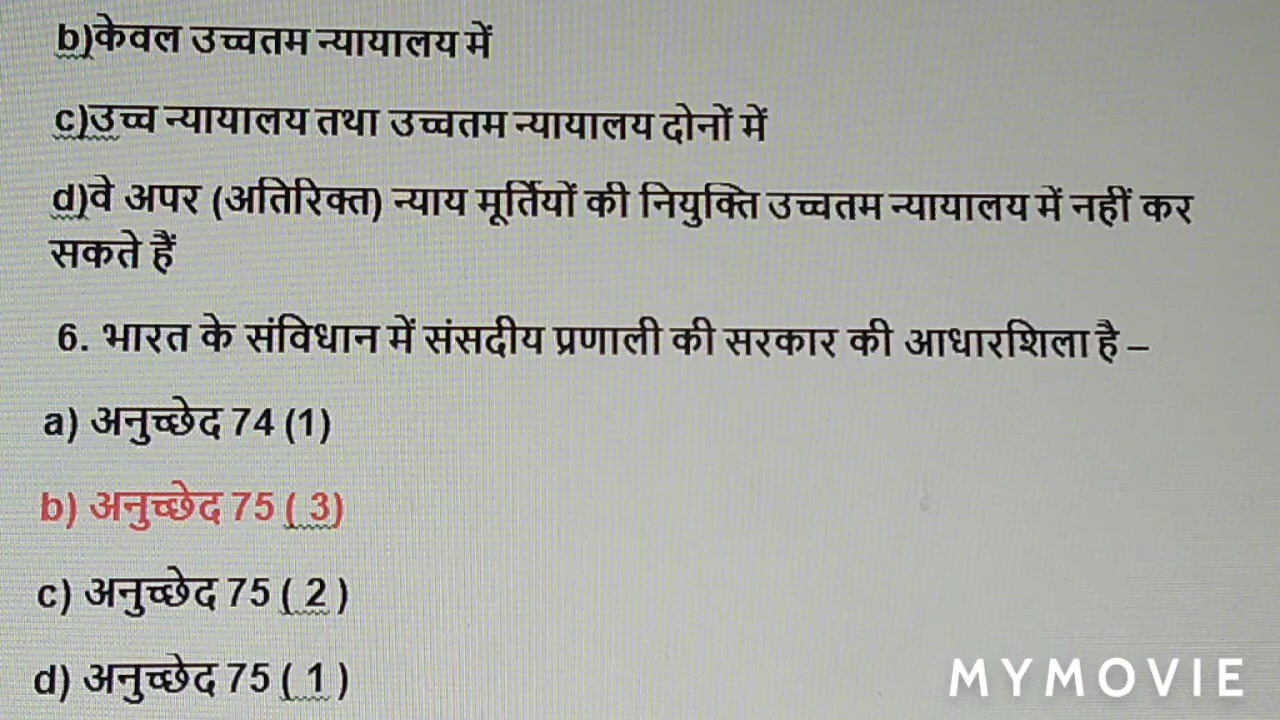 b)केवल उच्चतम न्यायालय में
c)उच्च न्यायालय तथा उच्चतम न्यायालय दोनों में
d)वे अपर (अतिरिक्त) न्याय मूर्तियों की नियुक्ति उच्चतम न्यायालय में नहीं कर
सकते हैं
6. भारत के संविधान में संसदीय प्रणाली की सरकार की आधारशिला है –
a) अनुच्छेद 74 (1)
b) अनुच्छेद 75 ( 3)
c) अनुच्छेद 75 ( 2 )
d) अनुच्छेद 75 ( 1 )
MYMOVIE